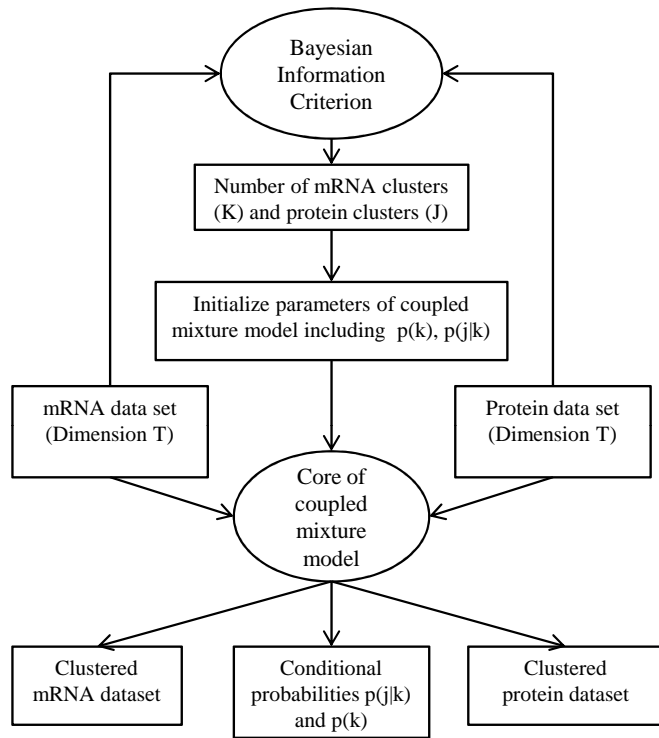 Bayesian
Information
Criterion
Number of mRNA clusters
(K) and protein clusters (J)
Initialize parameters of coupled
mixture model including p(k), p(j|k)
mRNA data set
(Dimension T)
Protein data set
(Dimension T)
Core of
coupled
mixture
model
Clustered
mRNA dataset
Conditional
probabilities p(j|k)
and p(k)
Clustered
protein dataset